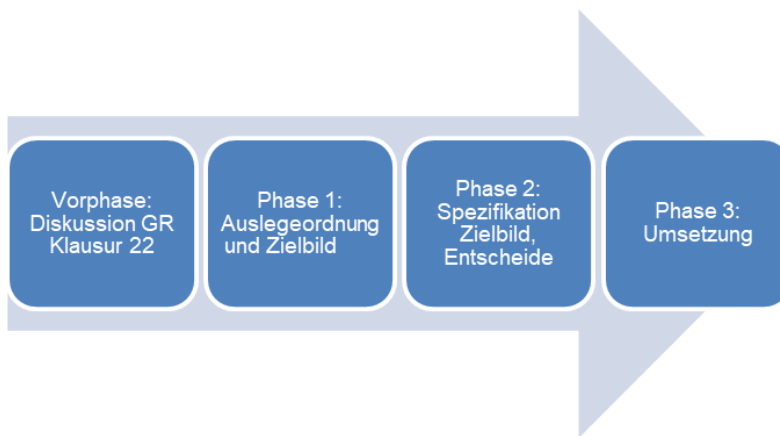 Vorphase:
Diskussion GR
Klausur 22
Phase 1:
Auslegeordnung
und Zielbild
Phase 2:
Spezifikation
Zielbild,
Entscheide
Phase 3:
Umsetzung